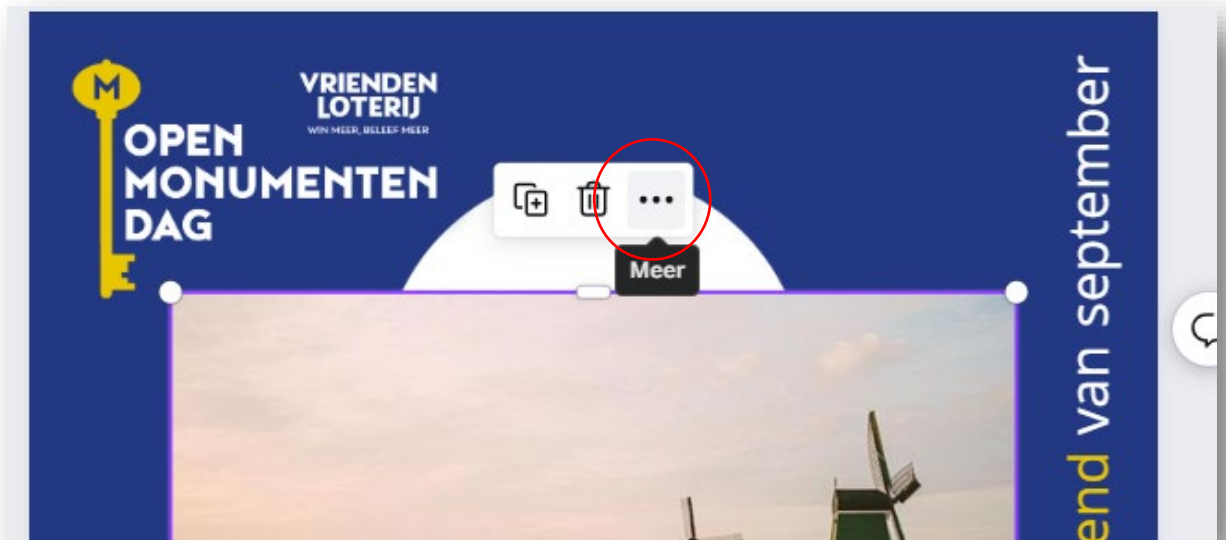 M
OPEN
MONUMENTEN
DAG
VRIENDEN
LOTERIJ
WIN MEER, BELEEF MEER
Meer
end van september